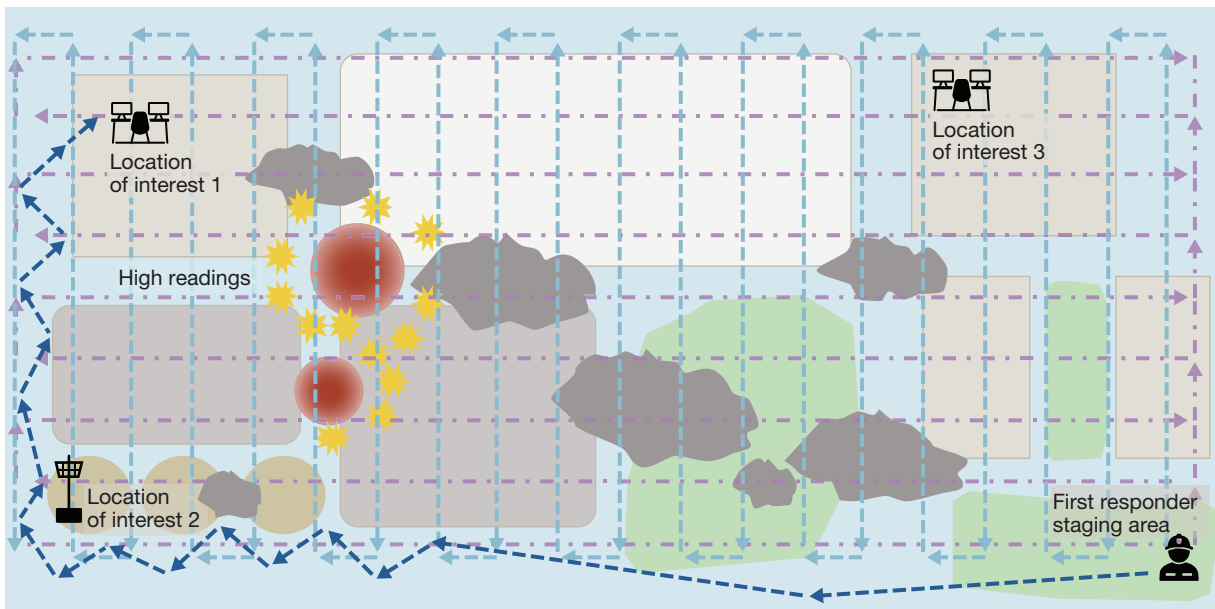 Location
of interest 1
Location
of interest 3
High readings
Location
of interest 2
First responder
staging area